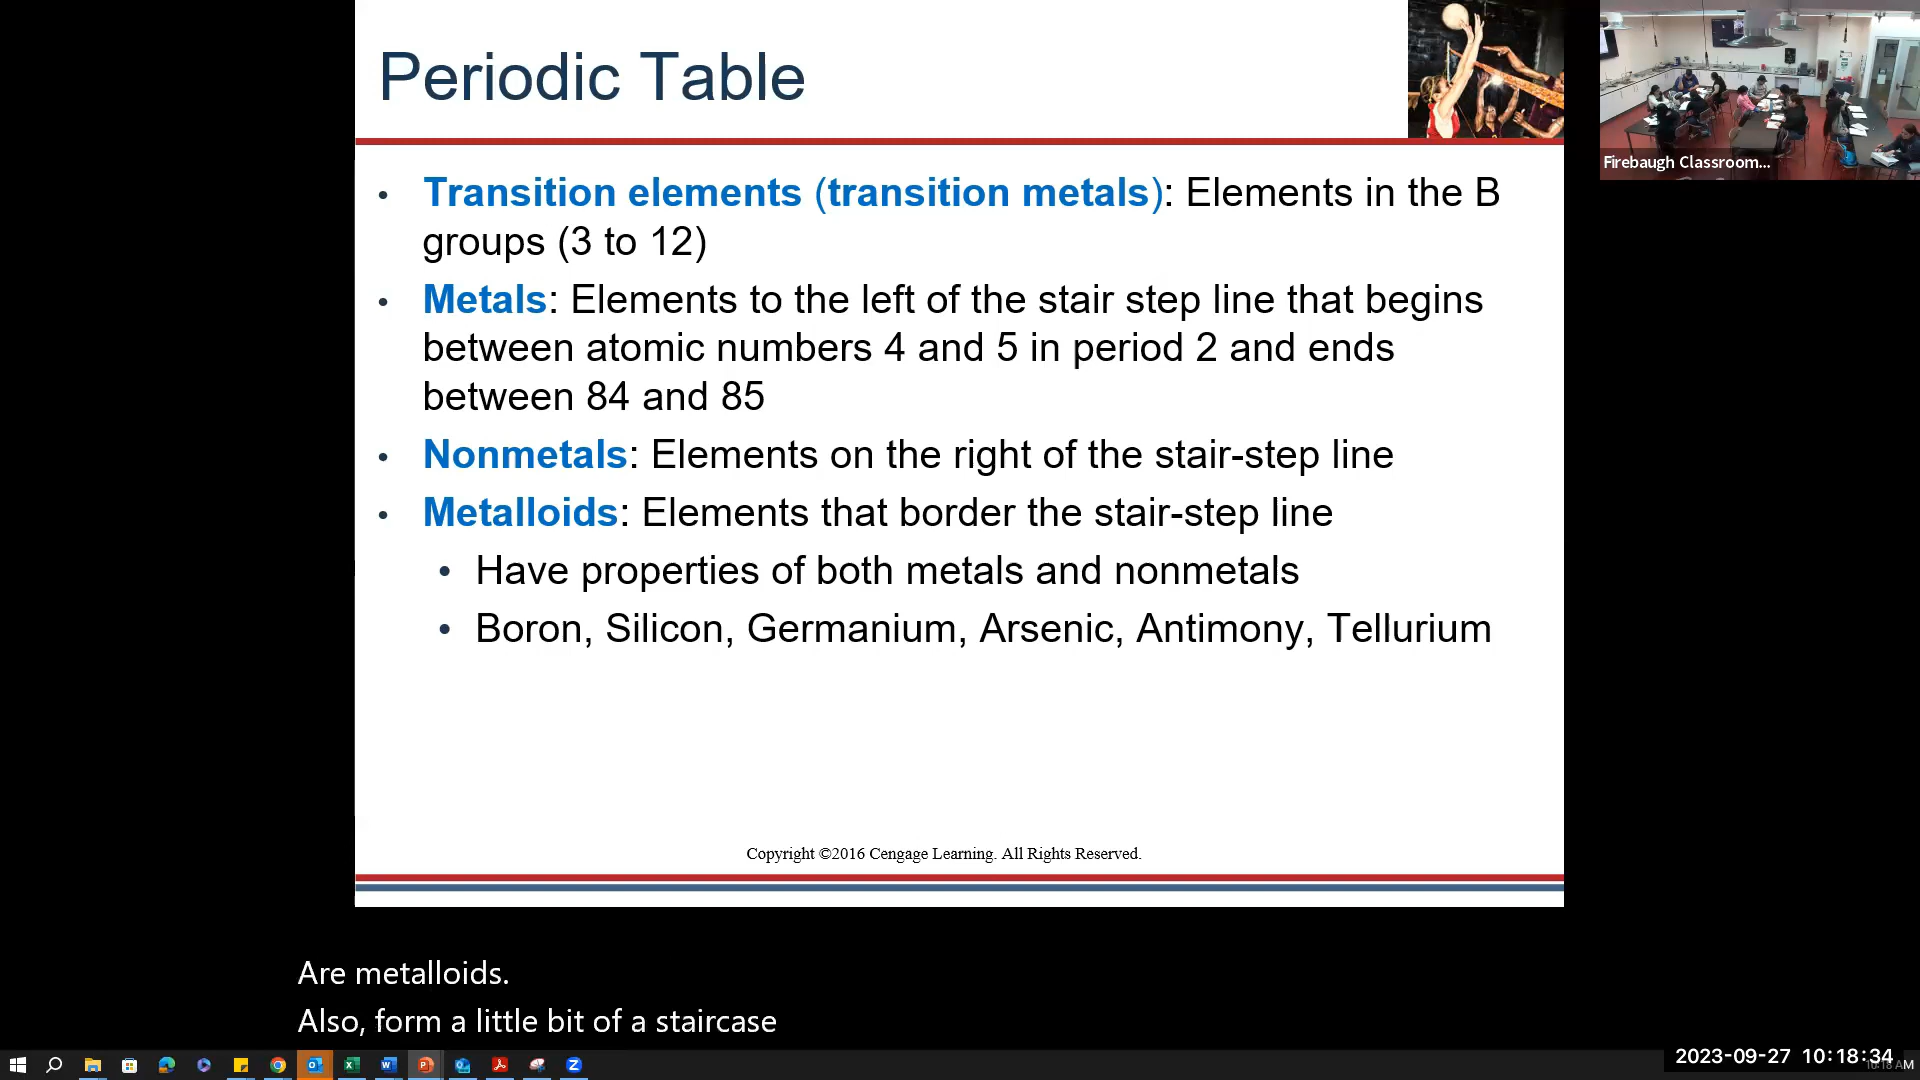 Periodic Table
Firebaugh Classroom...
• Transition elements (transition metals): Elements in the B
groups (3 to 12)
• Metals: Elements to the left of the stair step line that begins
between atomic numbers 4 and 5 in period 2 and ends
between 84 and 85
• Nonmetals: Elements on the right of the stair-step line
• Metalloids: Elements that border the stair-step line
• Have properties of both metals and nonmetals
• Boron, Silicon, Germanium, Arsenic, Antimony, Tellurium
Copyright ©2016 Cengage Learning. All Rights Reserved.
Are metalloids.
Also, form a little bit of a staircase
2023-09-27 10:18:34
10:18 AM